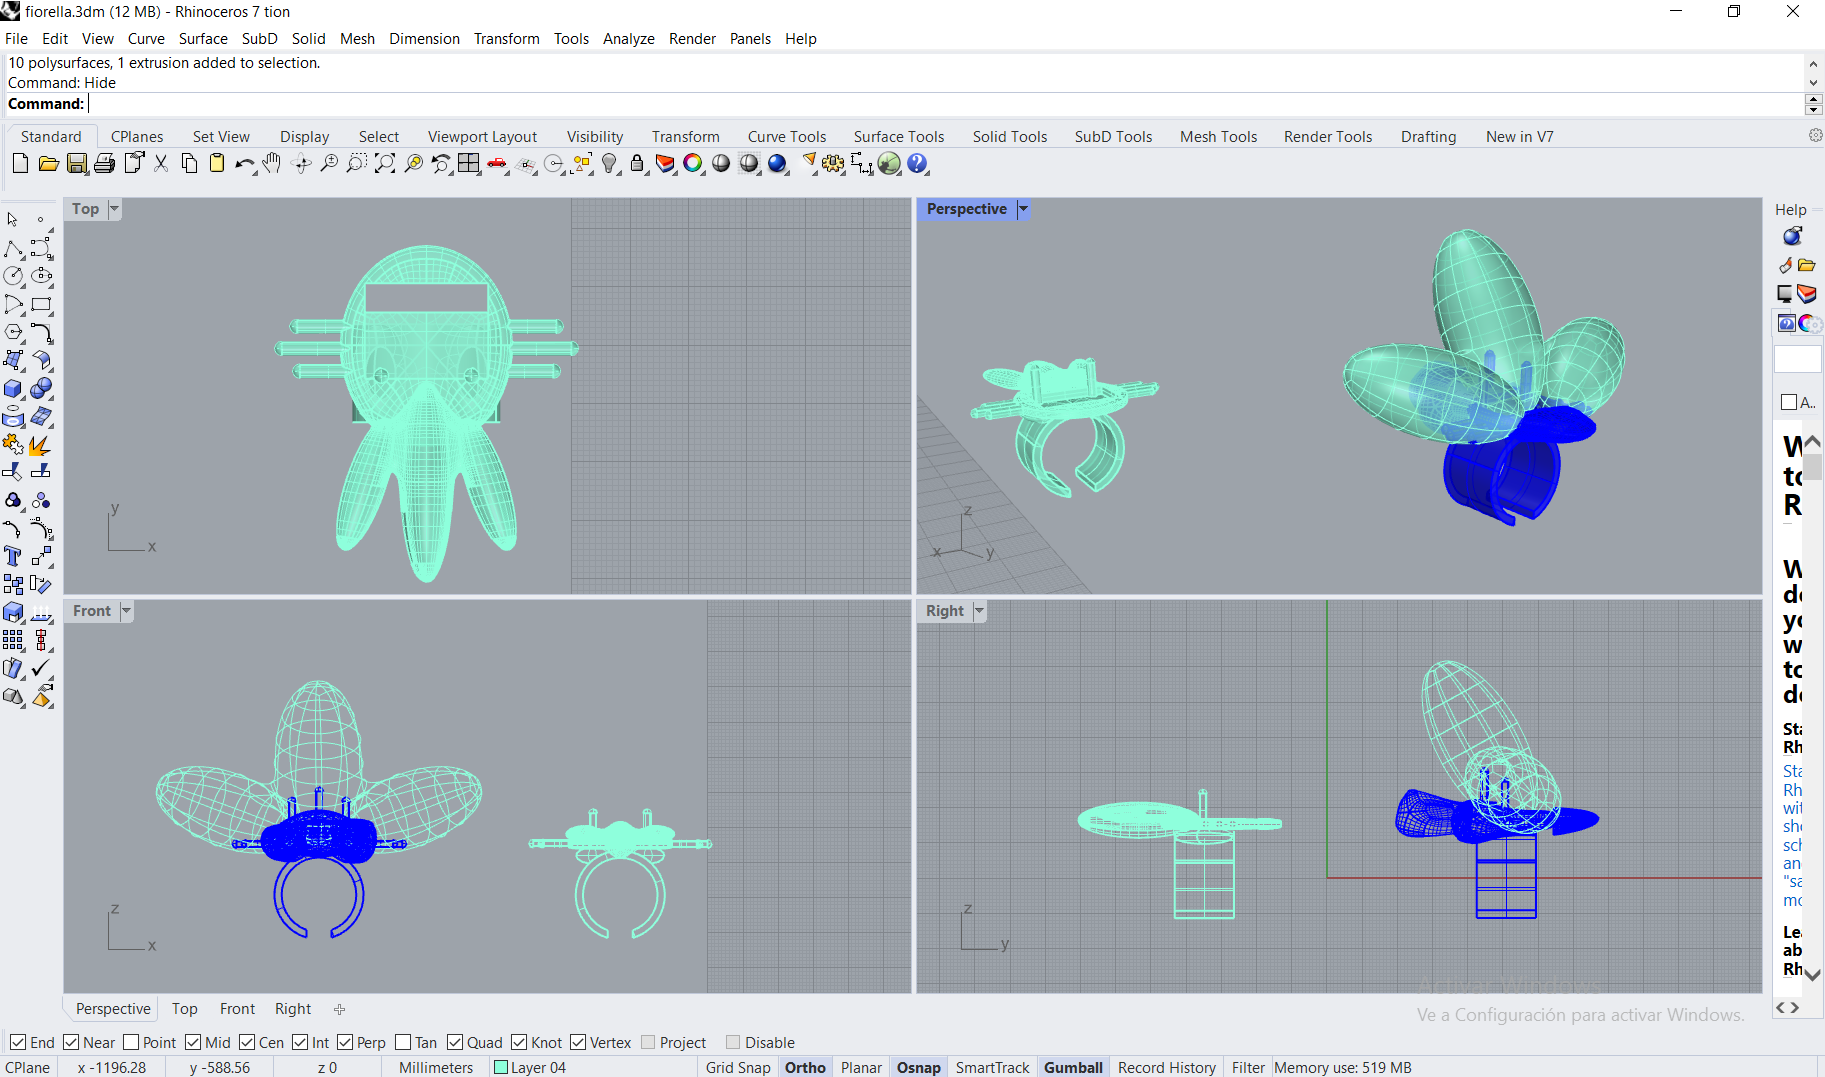 fiorella.3dm (12 MB) - Rhinoceros 7 tion
File Edit View Curve Surface SubD Solid Mesh Dimension Transform Tools Analyze Render Panels Help
10 polysurfaces, 1 extrusion added to selection.
Command: Hide
Command:
Standard CPlanes Set View Display Select Viewport Layout Visibility Transform Curve Tools Surface Tools Solid Tools SubD Tools Mesh Tools Render Tools Drafting New in V7
Top
y
x
Perspective
z
x
y
Front
z
x
Right
z
y
Help
A..
W
to
R
W
d
yo
w
to
d
Sta
Rh
Sta
Rh
wit
sh
sch
an
"sa
mo
Le
ab
Rh
Perspective Top Front Right
Activar Windows
Ve a Configuración para activar Windows.
End Near Point Mid Cen Int Perp Tan Quad Knot Vertex Project Disable
CPlane x -1196.28 y -588.56 z 0 Millimeters Layer 04 Grid Snap Ortho Planar Osnap SmartTrack Gumball Record History Filter Memory use: 519 MB